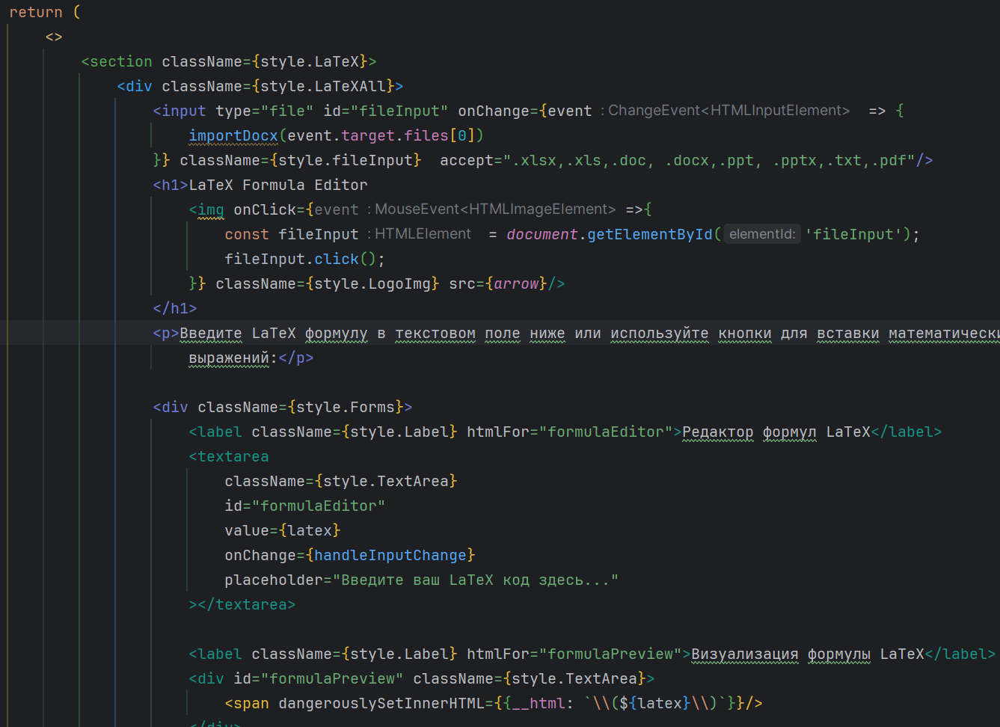 return (
<>
<section className={style.LaTeX}>
<div className={style.LaTeXAll}>
<input type="file" id="fileInput" onChange={event : ChangeEvent<HTMLInputElement> => {
importDocx(event.target.files[0])
}} className={style.fileInput} accept=".xlsx,.xls,.doc, .docx,.ppt, .pptx,.txt,.pdf"/>
<h1>LaTeX Formula Editor
<img onClick={event : MouseEvent<HTMLImageElement> =>{
const fileInput : HTMLElement = document.getElementById( elementId: 'fileInput');
fileInput.click();
}} className={style.LogoImg} src={arrow}/>
</h1>
<p>Введите LaTeX формулу в текстовом поле ниже или используйте кнопки для вставки математически
выражений:</p>
<div className={style.Forms}>
<label className={style.Label} htmlFor="formulaEditor">Редактор формул LaTeX</label>
<textarea
className={style.TextArea}
id="formulaEditor"
value={latex}
onChange={handleInputChange}
placeholder="Введите ваш LaTeX код здесь..."
></textarea>
<label className={style.Label} htmlFor="formulaPreview">Визуализация формулы LaTeX</label>
<div id="formulaPreview" className={style.TextArea}>
<span dangerouslySetInnerHTML={{__html: `\\(${latex}\\)`}}/>
</div>